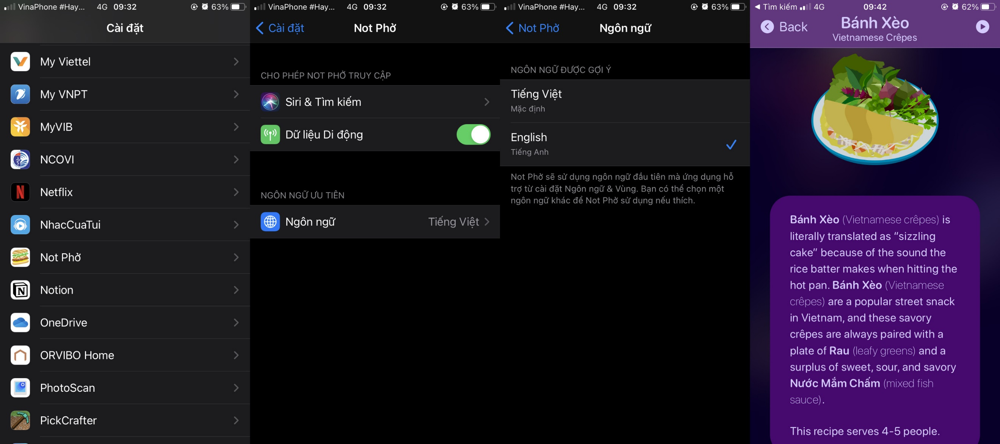 VinaPhone #Hay... 4G 09:32 63%
Cài đặt
My Viettel
My VNPT
MyVIB
NCOVI
Netflix
NhacCuaTui
Not Phở
Notion
OneDrive
ORVIBO Home
PhotoScan
PickCrafter
VinaPhone #Hay... 4G 09:32 63%
Cài đặt Not Phở
CHO PHÉP NOT PHỞ TRUY CẬP
Siri & Tìm kiếm
Dữ liệu Di động
NGÔN NGỮ ƯU TIÊN
Ngôn ngữ Tiếng Việt
VinaPhone #Hay... 4G 09:32 63%
Not Phở Ngôn ngữ
NGÔN NGỮ ĐƯỢC GỢI Ý
Tiếng Việt
Mặc định
English
Tiếng Anh
Not Phở sẽ sử dụng ngôn ngữ đầu tiên mà ứng dụng hỗ
trợ từ cài đặt Ngôn ngữ & Vùng. Bạn có thể chọn một
ngôn ngữ khác để Not Phở sử dụng nếu thích.
Tìm kiếm 4G 09:42 62%
Back Bánh Xèo
Vietnamese Crêpes
Bánh Xèo (Vietnamese crêpes) is
literally translated as “sizzling
cake” because of the sound the
rice batter makes when hitting the
hot pan. Bánh Xèo (Vietnamese
crêpes) are a popular street snack
in Vietnam, and these savory
crêpes are always paired with a
plate of Rau (leafy greens) and a
surplus of sweet, sour, and savory
Nước Mắm Chấm (mixed fish
sauce).
This recipe serves 4-5 people.